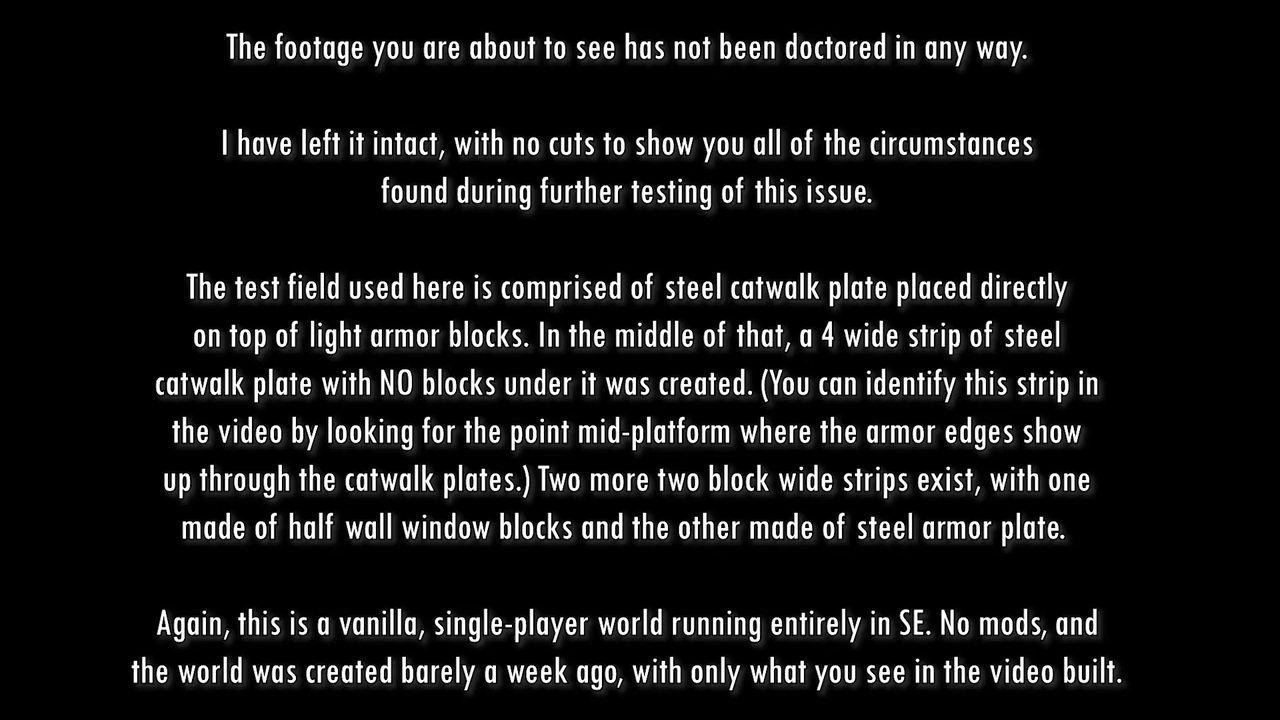 The footage you are about to see has not been doctored in any way.
I have left it intact, with no cuts to show you all of the circumstances
found during further testing of this issue.
The test field used here is comprised of steel catwalk plate placed directly
on top of light armor blocks. In the middle of that, a 4 wide strip of steel
catwalk plate with NO blocks under it was created. (You can identify this strip in
the video by looking for the point mid-platform where the armor edges show
up through the catwalk plates.) Two more two block wide strips exist, with one
made of half wall window blocks and the other made of steel armor plate.
Again, this is a vanilla, single-player world running entirely in SE. No mods, and
the world was created barely a week ago, with only what you see in the video built.